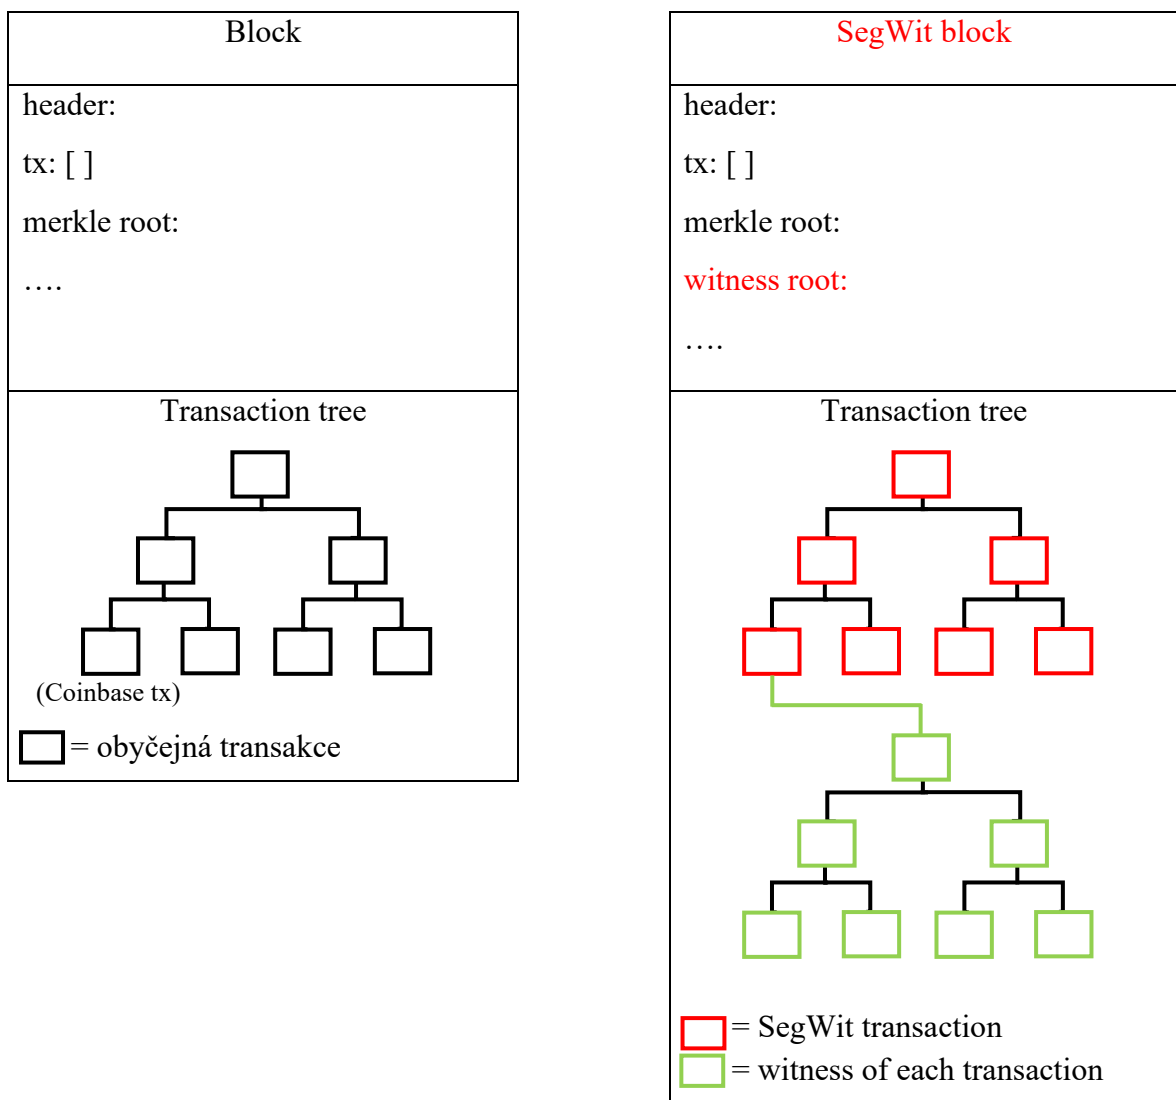 Block
header:
tx: [ ]
merkle root:
….
Transaction tree
(Coinbase tx)
= obyčejná transakce
SegWit block
header:
tx: [ ]
merkle root:
witness root:
….
Transaction tree
= SegWit transaction
= witness of each transaction